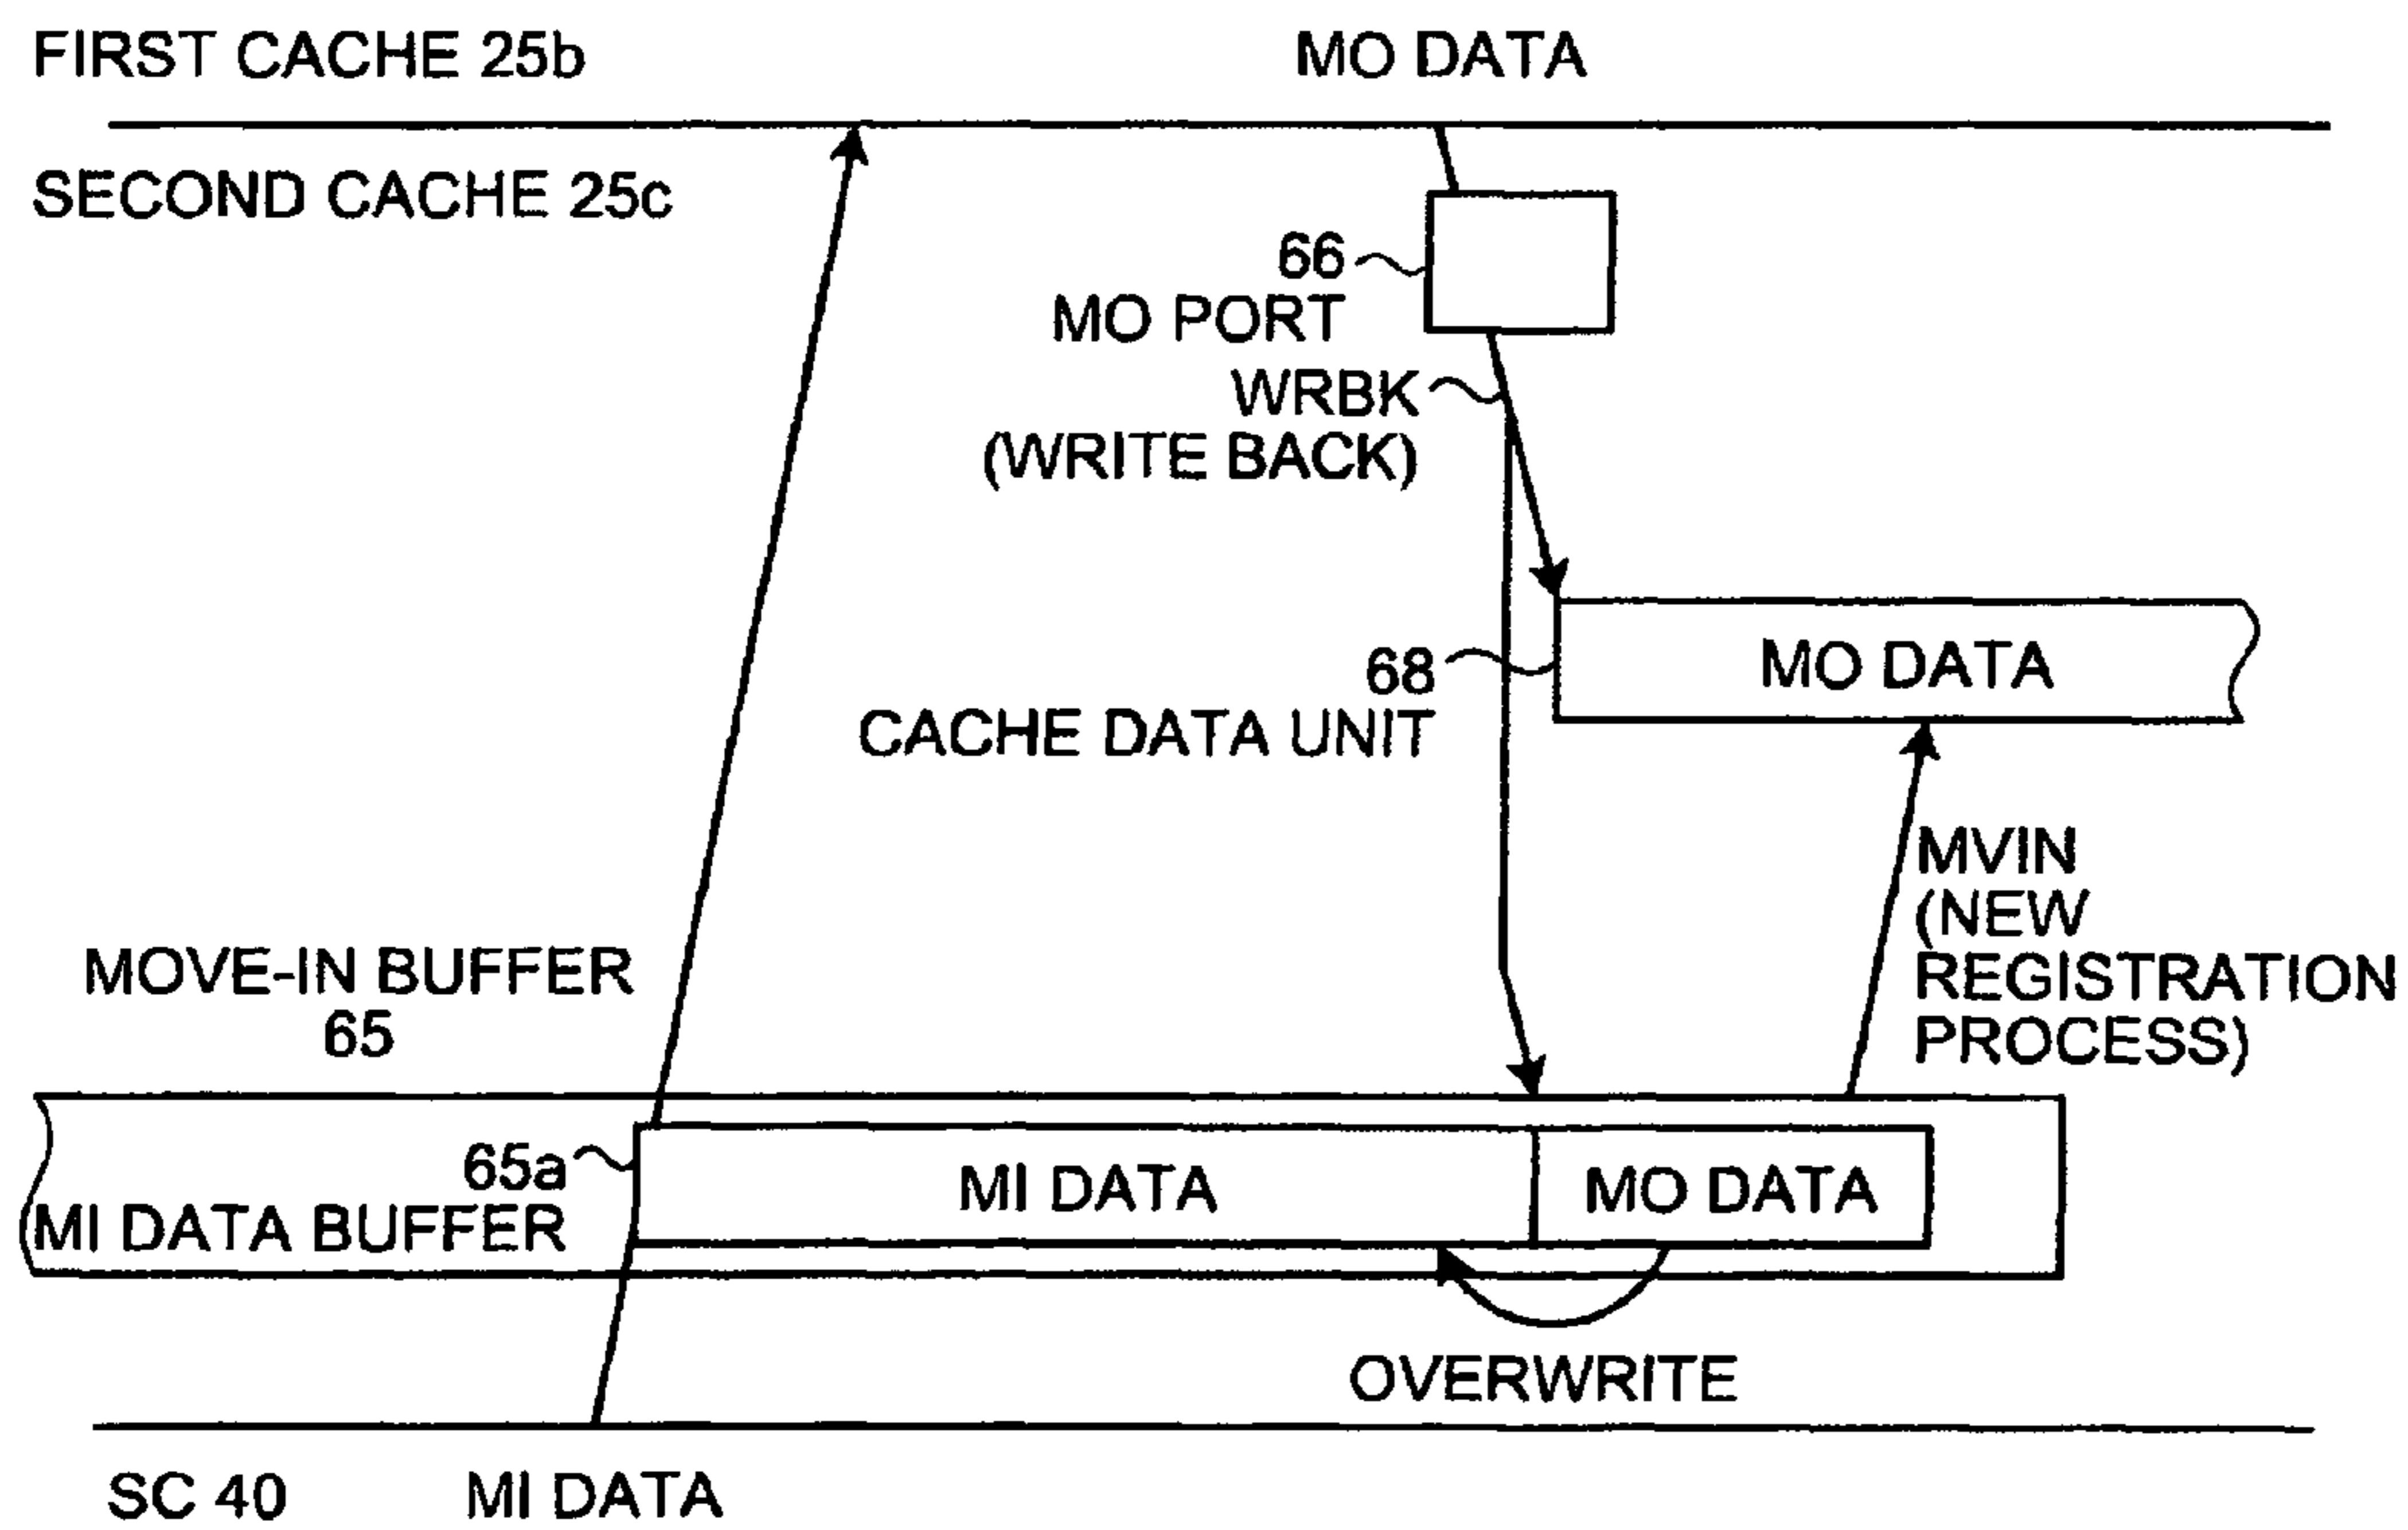 FIRST CACHE 25b
MO DATA
SECOND CACHE 25c
66
MO PORT
WRBK
(WRITE BACK)
68
CACHE DATA UNIT
MO DATA
MVIN
(NEW
REGISTRATION
PROCESS)
MOVE-IN BUFFER
65
65a
MI DATA BUFFER
MI DATA
MO DATA
OVERWRITE
SC 40
MI DATA